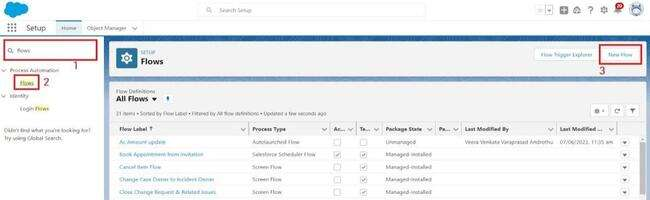 Search Setup
20
Setup
Home
Object Manager
flows
1
Process Automation
Flows
2
Identity
Login Flows
Didn't find what you're looking for?
Try using Global Search.
SETUP
Flows
Flow Trigger Explorer
New Flow
3
Flow Definitions
All Flows
21 items • Sorted by Flow Label • Filtered by All flow definitions • Updated a few seconds ago
Flow Label ↑ Process Type Ac... Te... Package State Pa... Last Modified By Last Modified ...
Ac Amount update Autolaunched Flow Unmanaged Veera Venkata Varaprasad Androthu 07/06/2023, 11:35 am
Book Appointment from Invitation Salesforce Scheduler Flow Managed-installed
Cancel Item Flow Screen Flow Managed-installed
Change Case Owner to Incident Owner Screen Flow Managed-installed
Close Change Request & Related Issues Screen Flow Managed-installed